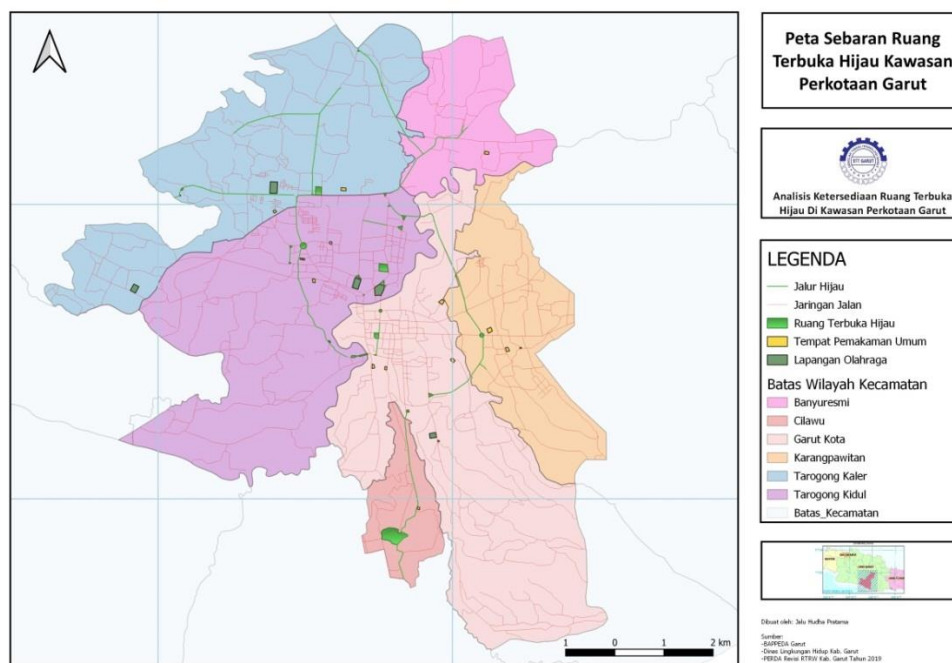 Peta Sebaran Ruang
Terbuka Hijau Kawasan
Perkotaan Garut
STT GARUT
Analisis Ketersediaan Ruang Terbuka
Hijau Di Kawasan Perkotaan Garut
LEGENDA
Jalur Hijau
Jaringan Jalan
Ruang Terbuka Hijau
Tempat Pemakaman Umum
Lapangan Olahraga
Batas Wilayah Kecamatan
Banyuresmi
Cilawu
Garut Kota
Karangpawitan
Tarogong Kaler
Tarogong Kidul
Batas_Kecamatan
1 0 1 2 km
Dibuat oleh: Jalu Hudha Pratama
Sumber:
-BAPPEDA Garut
-Dinas Lingkungan Hidup Kab. Garut
-PERDA Revisi RTRW Kab. Garut Tahun 2019